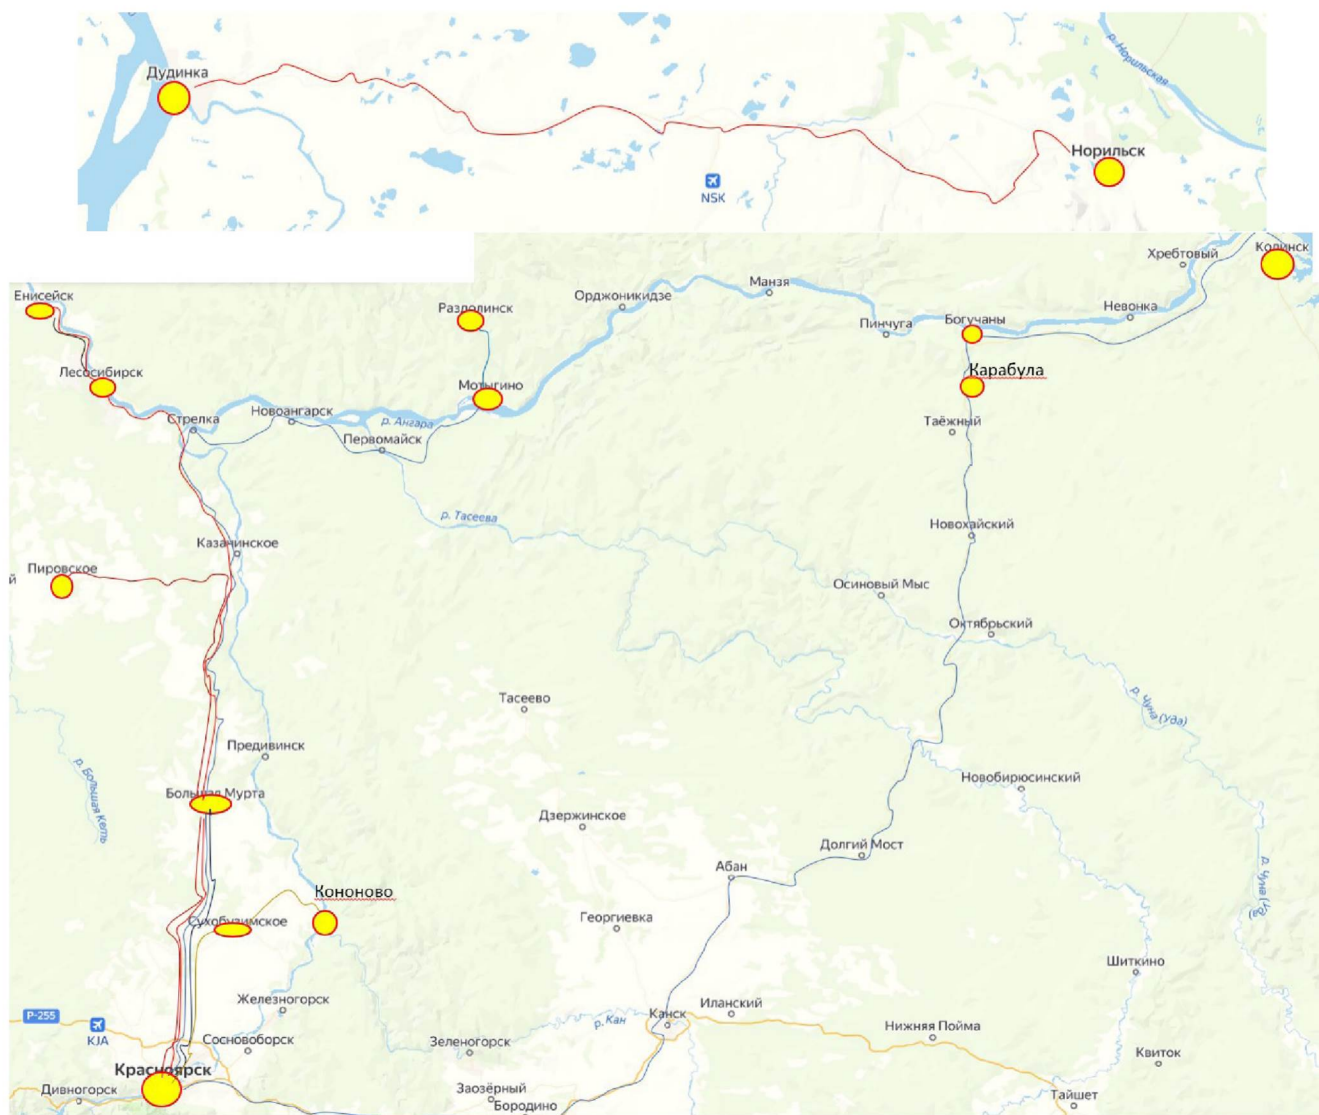 Дудинка
р. Норильская
Норильск
NSK
Кодинск
Хребтовый
Енисейск
Раздолинск
Орджоникидзе
Манзя
Пинчуга
Богучаны
Невонка
Лесосибирск
Мотыгино
Карабула
Стрелка
Новоангарск
р. Ангара
Первомайск
Таёжный
р. Тасеева
Новохайский
Казачинское
й
Пировское
Осиновый Мыс
Октябрьский
Тасеево
р. Чуна (Уда)
Предивинск
р. Большая Кеть
Большая Мурта
Новобирюсинский
Дзержинское
Долгий Мост
Абан
Кононово
Сухобузимское
Георгиевка
р. Чуна (Уда)
Шиткино
Железногорск
Р-255
KJA
Канск
Иланский
р. Кан
Нижняя Пойма
Сосновоборск
Зеленогорск
Квиток
Красноярск
Дивногорск
Заозёрный
Бородино
Тайшет